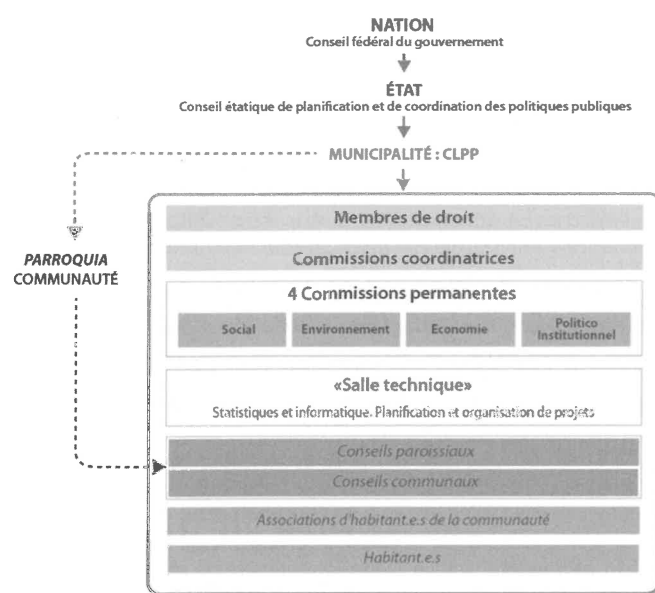 NATION
Conseil fédéral du gouvernement
ÉTAT
Conseil étatique de planification et de coordination des politiques publiques
MUNICIPALITÉ : CLPP
Membres de droit
PARROQUIA
COMMUNAUTÉ
Commissions coordinatrices
4 Commissions permanentes
Social
Environnement
Economie
Politico
Institutionnel
«Salle technique»
Statistiques et informatique. Planification et organisation de projets
Conseils paroissiaux
Conseils communaux
Associations d'habitant.e.s de la communauté
Habitant.e.s